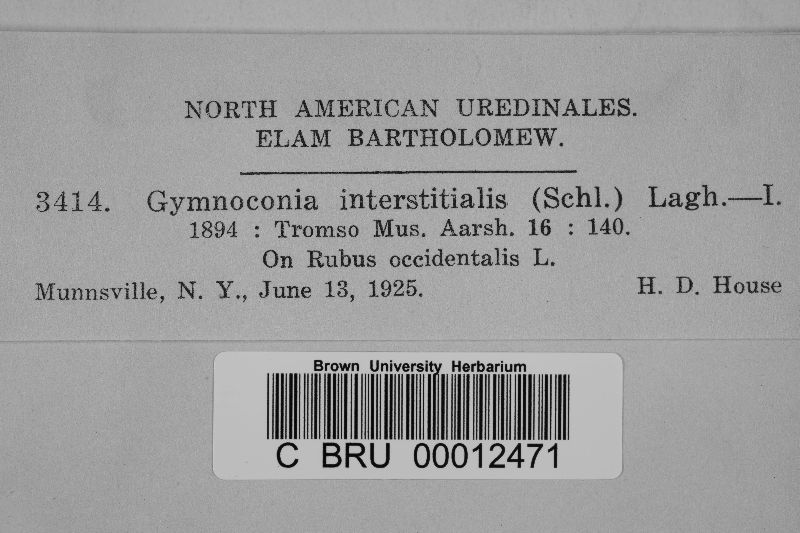 NORTH AMERICAN UREDINALES.
ELAM BARTHOLOMEW.
3414. Gymnoconia interstitialis (Schl.) Lagh.—I.
1894 : Tromso Mus. Aarsh. 16 : 140.
On Rubus occidentalis L.
Munnsville, N. Y., June 13, 1925. H. D. House
Brown University Herbarium
C BRU 00012471